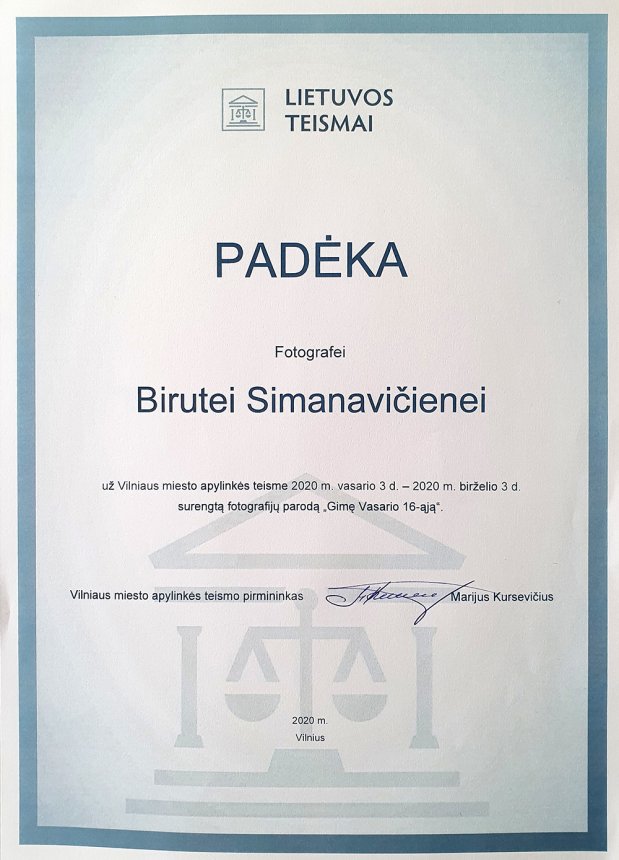 LIETUVOS
TEISMAI
PADĖKA
Fotografei
Birutei Simanavičienei
už Vilniaus miesto apylinkės teisme 2020 m. vasario 3 d. – 2020 m. birželio 3 d.
surengtą fotografijų parodą „Gimę Vasario 16-ąją“.
Vilniaus miesto apylinkės teismo pirmininkas Marijus Kursevičius
2020 m.
Vilnius